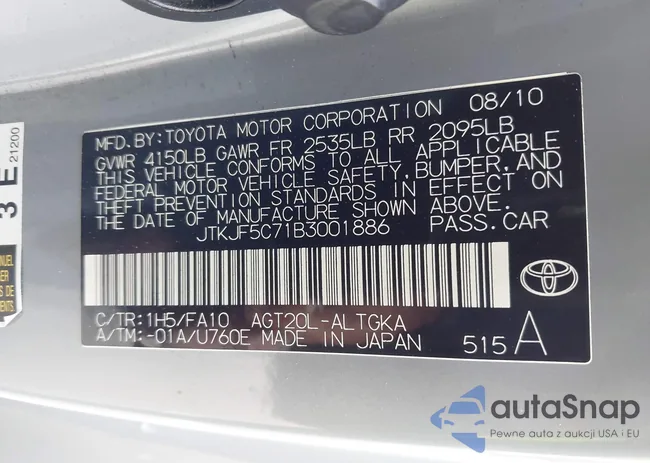 MFD. BY: TOYOTA MOTOR CORPORATION 08/10
GVWR 4150LB GAWR FR 2535LB RR 2095LB
THIS VEHICLE CONFORMS TO ALL APPLICABLE
FEDERAL MOTOR VEHICLE SAFETY, BUMPER, AND
THEFT PREVENTION STANDARDS IN EFFECT ON
THE DATE OF MANUFACTURE SHOWN ABOVE.
JTKJF5C71B3001886 PASS. CAR
C/TR: 1H5/FA10 AGT20L-ALTGKA
A/TM: -01A/U760E MADE IN JAPAN 515 A
3 E
21200
autaSnap
Pewne auta z aukcji USA i EU